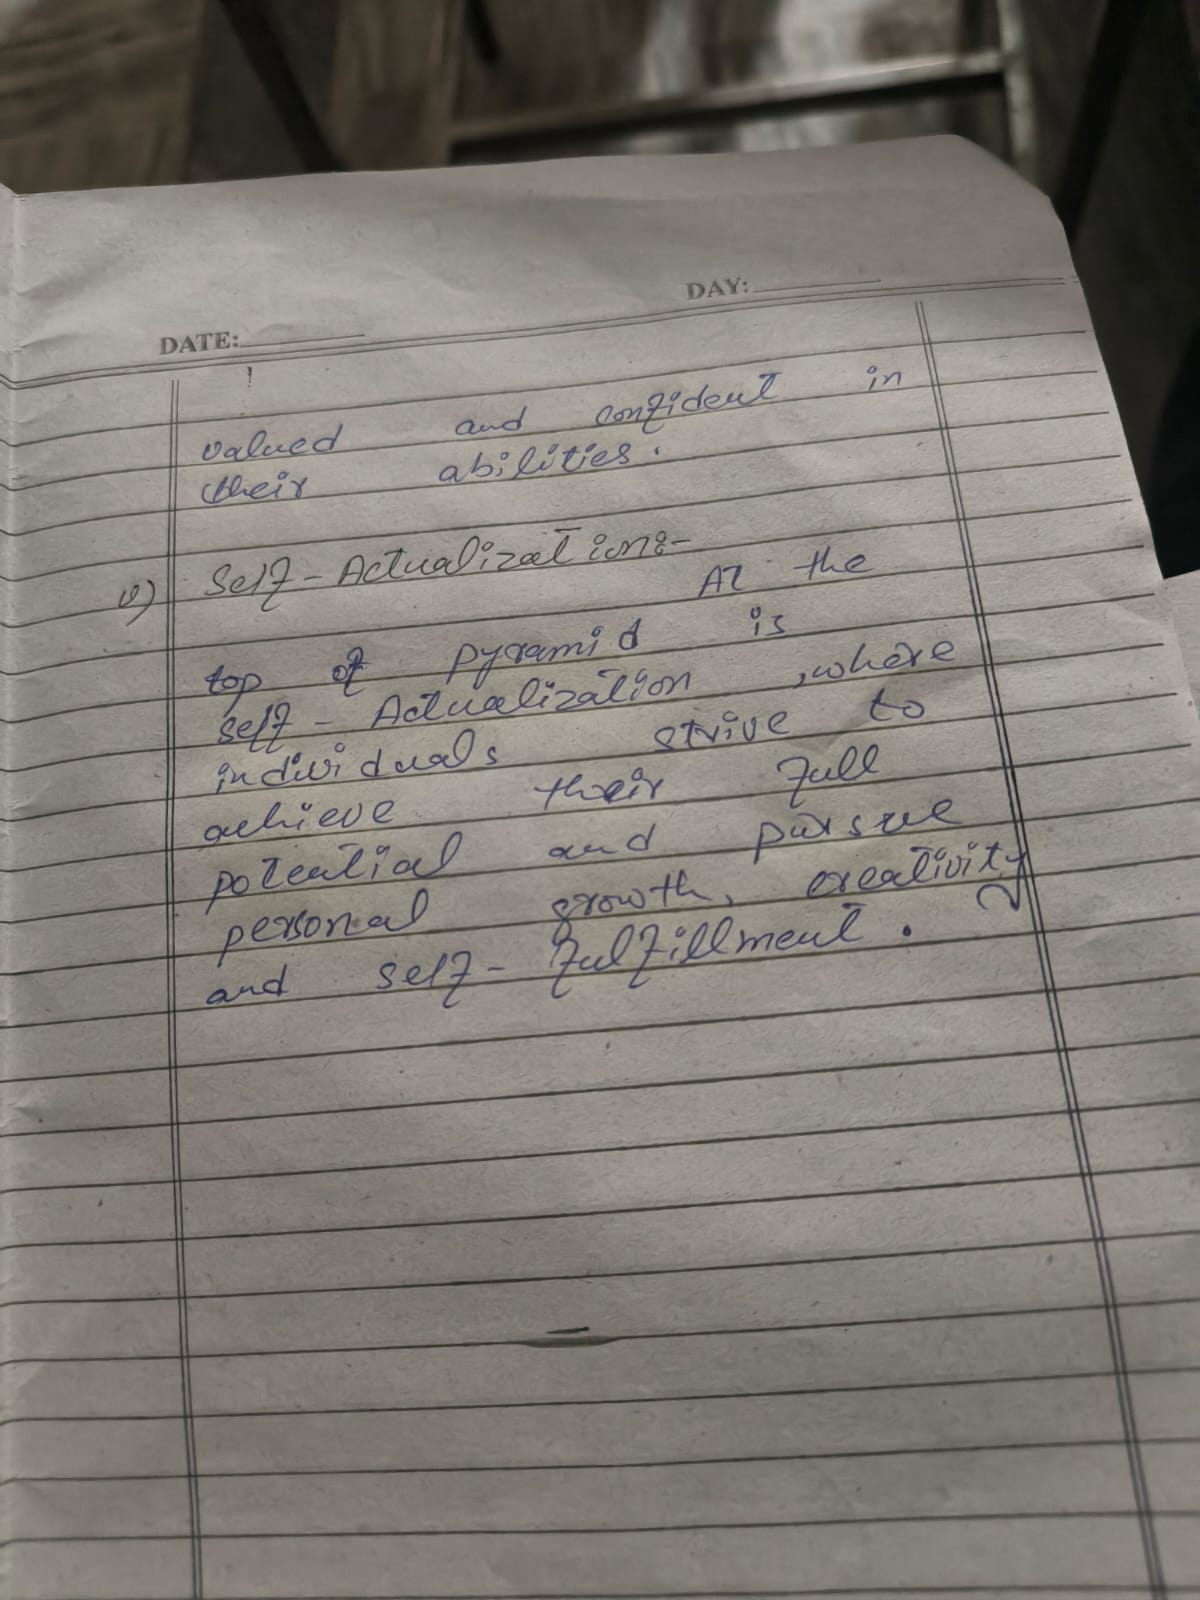 DATE: DAY:
valued and confident in
their abilities.
v) Self-Actualization:-
At the
top of pyramid is
self-Actualization, where
individuals strive to
achieve their full
potential and pursue
personal growth, creativity
and self-fulfillment.